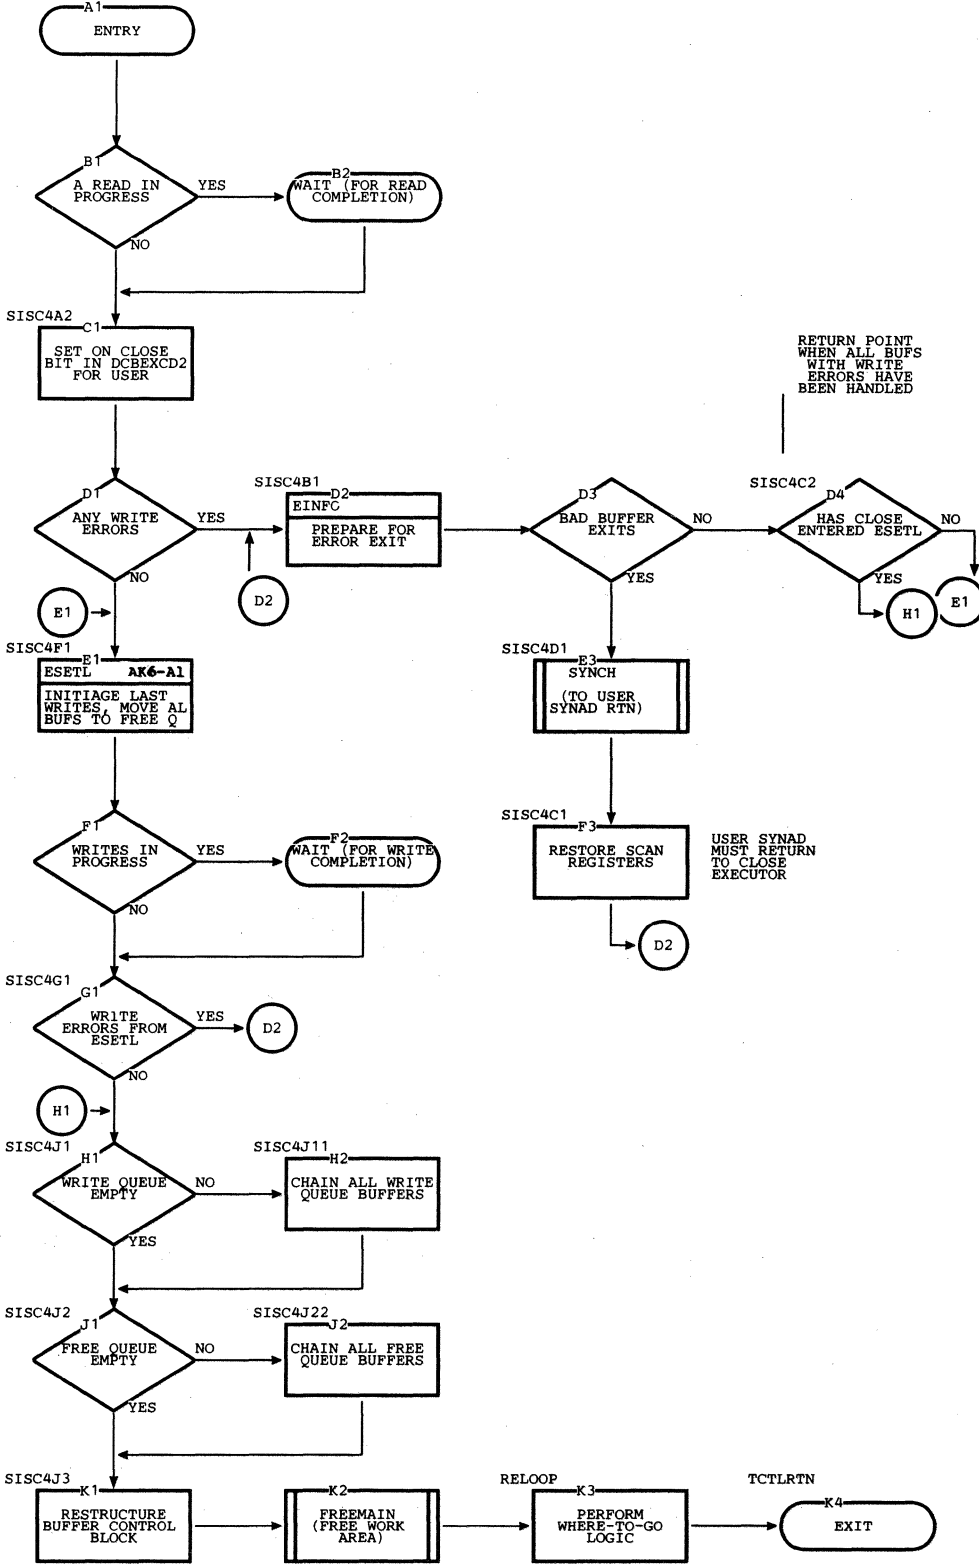 A1
ENTRY
B1
A READ IN
PROGRESS
YES
B2
WAIT (FOR READ
COMPLETION)
NO
SISC4A2
C1
SET ON CLOSE
BIT IN DCBEXCD2
FOR USER
RETURN POINT
WHEN ALL BUFS
WITH WRITE
ERRORS HAVE
BEEN HANDLED
D1
ANY WRITE
ERRORS
YES
NO
SISC4B1
D2
EINFC
PREPARE FOR
ERROR EXIT
D2
D3
BAD BUFFER
EXITS
NO
YES
SISC4C2
D4
HAS CLOSE
ENTERED ESETL
NO
YES
H1
E1
E1
SISC4F1
E1
ESETL AK6-A1
INITIAGE LAST
WRITES, MOVE AL
BUFS TO FREE Q
SISC4D1
E3
SYNCH
(TO USER
SYNAD RTN)
F1
WRITES IN
PROGRESS
YES
F2
WAIT (FOR WRITE
COMPLETION)
NO
SISC4C1
F3
RESTORE SCAN
REGISTERS
USER SYNAD
MUST RETURN
TO CLOSE
EXECUTOR
D2
SISC4G1
G1
WRITE
ERRORS FROM
ESETL
YES
D2
NO
H1
SISC4J1
H1
WRITE QUEUE
EMPTY
NO
SISC4J11
H2
CHAIN ALL WRITE
QUEUE BUFFERS
YES
SISC4J2
J1
FREE QUEUE
EMPTY
NO
SISC4J22
J2
CHAIN ALL FREE
QUEUE BUFFERS
YES
SISC4J3
K1
RESTRUCTURE
BUFFER CONTROL
BLOCK
K2
FREEMAIN
(FREE WORK
AREA)
RELOOP
K3
PERFORM
WHERE-TO-GO
LOGIC
TCTLRTN
K4
EXIT